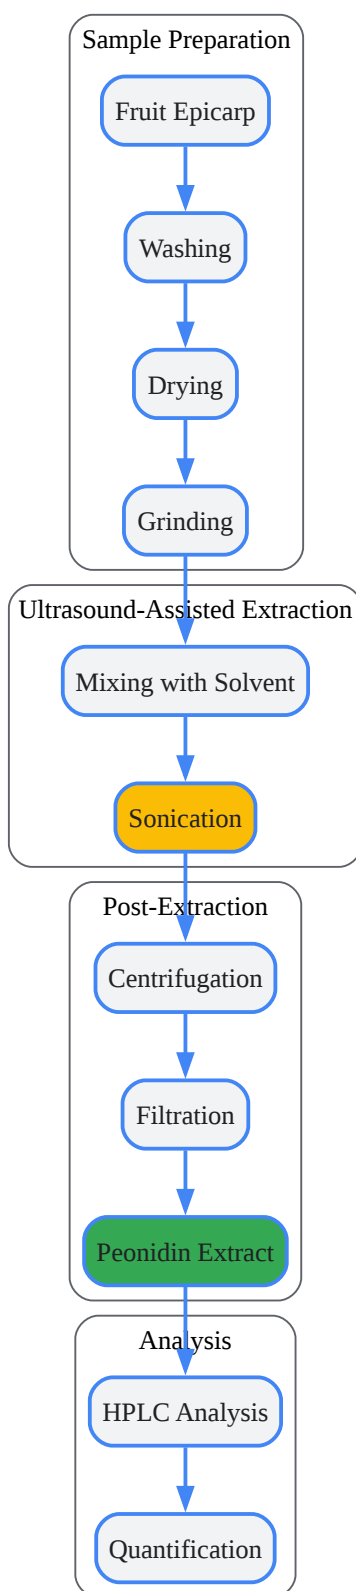 Sample Preparation
Fruit Epicarp
Washing
Drying
Grinding
Ultrasound-Assisted Extraction
Mixing with Solvent
Sonication
Post-Extraction
Centrifugation
Filtration
Peonidin Extract
Analysis
HPLC Analysis
Quantification